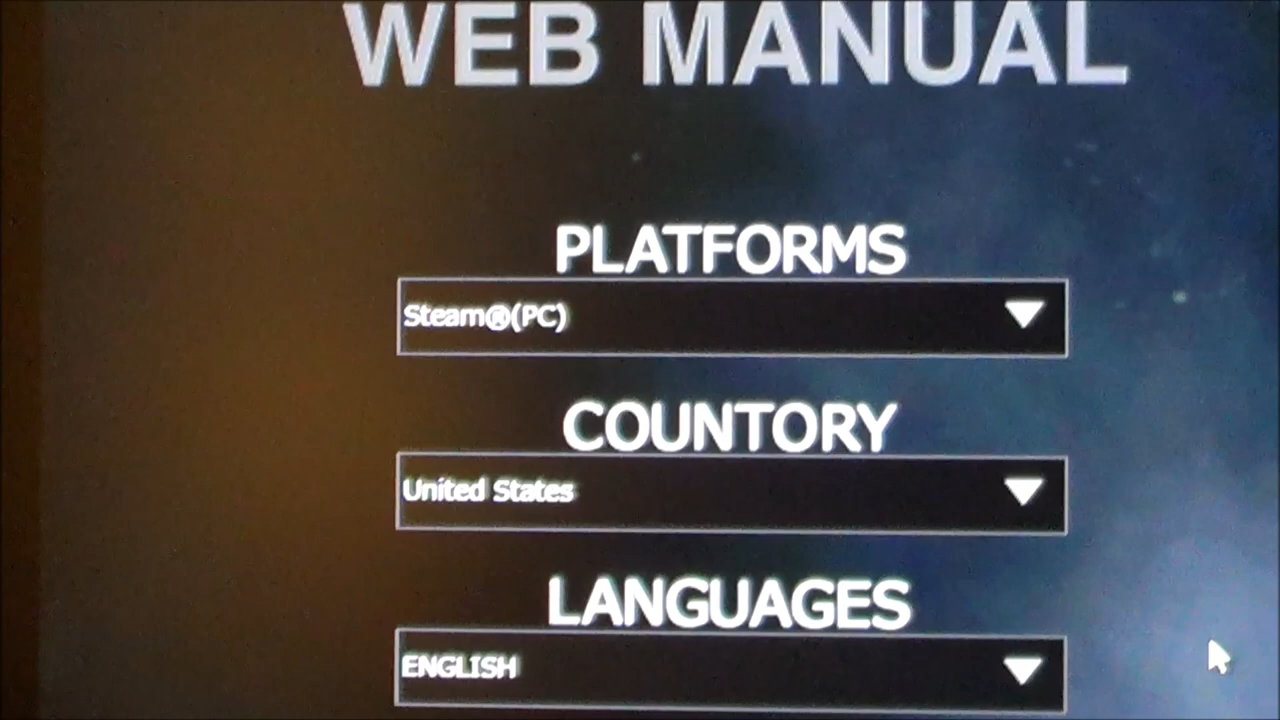 WEB MANUAL
PLATFORMS
Steam®(PC)
COUNTORY
United States
LANGUAGES
ENGLISH